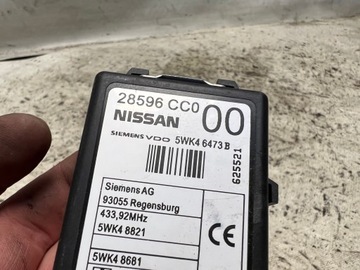 28596 CC0 00
NISSAN
SIEMENS VDO 5WK4 6473 B
625521
Siemens AG
93055 Regensburg
433,92MHz
5WK4 8821
CE
5WK4 8681